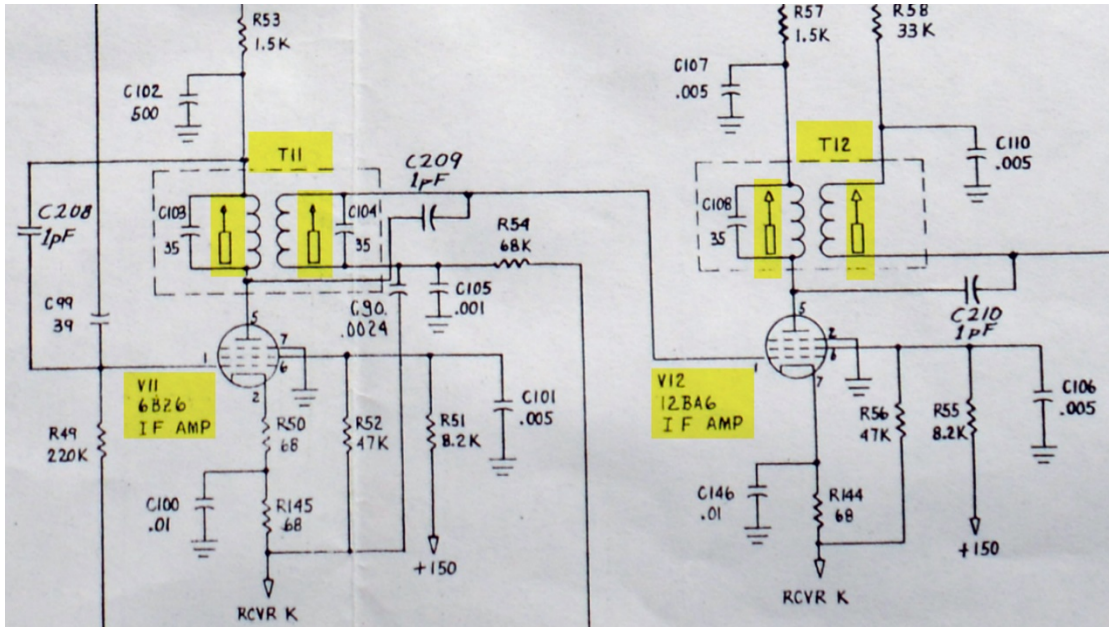 R53
1.5K
C102
500
T11
C209
1pF
C208
1pF
C103
35
C104
35
R54
68K
C99
39
C90.
.0024
C105
.001
5
7
6
1
2
V11
6BZ6
IF AMP
R49
220K
R50
68
R52
47K
R51
8.2K
C101
.005
C100
.01
R145
68
+150
RCVR K
R57
1.5K
R58
33K
C107
.005
T12
C110
.005
C108
35
C210
1pF
5
2
6
1
7
V12
12BA6
IF AMP
R56
47K
R55
8.2K
C106
.005
C146
.01
R144
68
+150
RCVR K